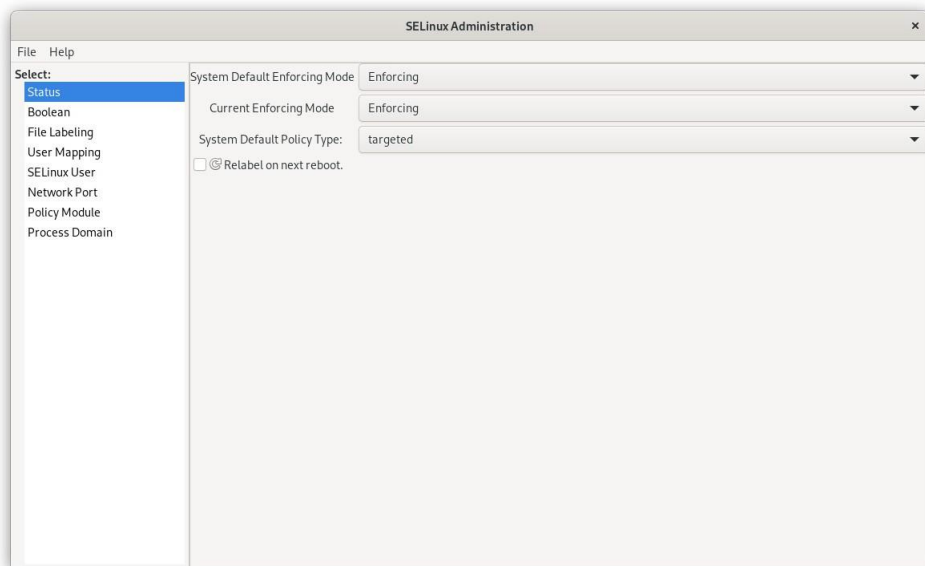 SELinux Administration
×
File Help
Select:
Status
Boolean
File Labeling
User Mapping
SELinux User
Network Port
Policy Module
Process Domain
System Default Enforcing Mode Enforcing
Current Enforcing Mode Enforcing
System Default Policy Type: targeted
Relabel on next reboot.